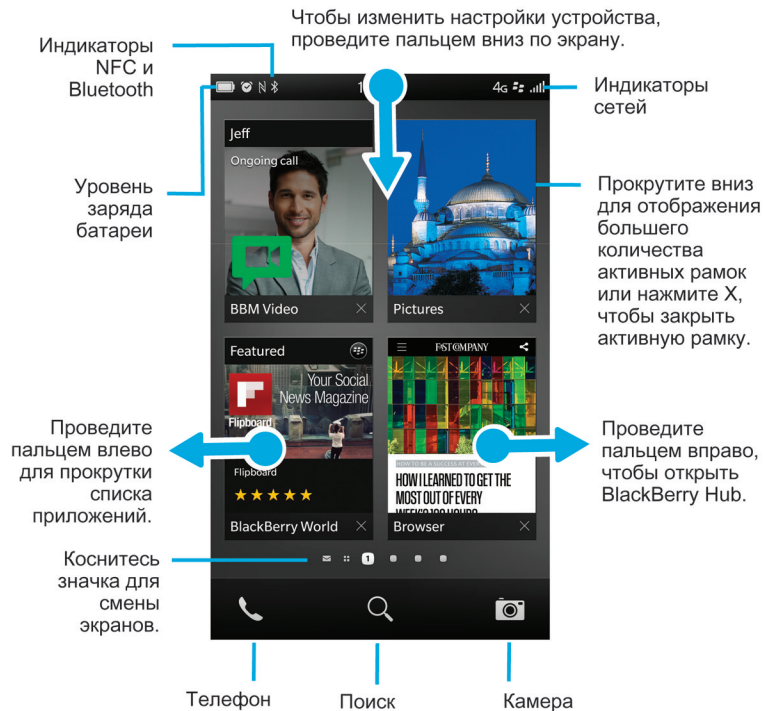 Чтобы изменить настройки устройства,
проведите пальцем вниз по экрану.
Индикаторы
NFC и
Bluetooth
4G
Индикаторы
сетей
Уровень
заряда
батареи
Jeff
Ongoing call
BBM Video
Pictures
Прокрутите вниз
для отображения
большего
количества
активных рамок
или нажмите X,
чтобы закрыть
активную рамку.
Featured
Your Social
News Magazine
Flipboard
Flipboard
BlackBerry World
FAST COMPANY
HOW I LEARNED TO GET THE
MOST OUT OF EVERY
Browser
Проведите
пальцем влево
для прокрутки
списка
приложений.
Проведите
пальцем вправо,
чтобы открыть
BlackBerry Hub.
Коснитесь
значка для
смены
экранов.
1
Телефон
Поиск
Камера